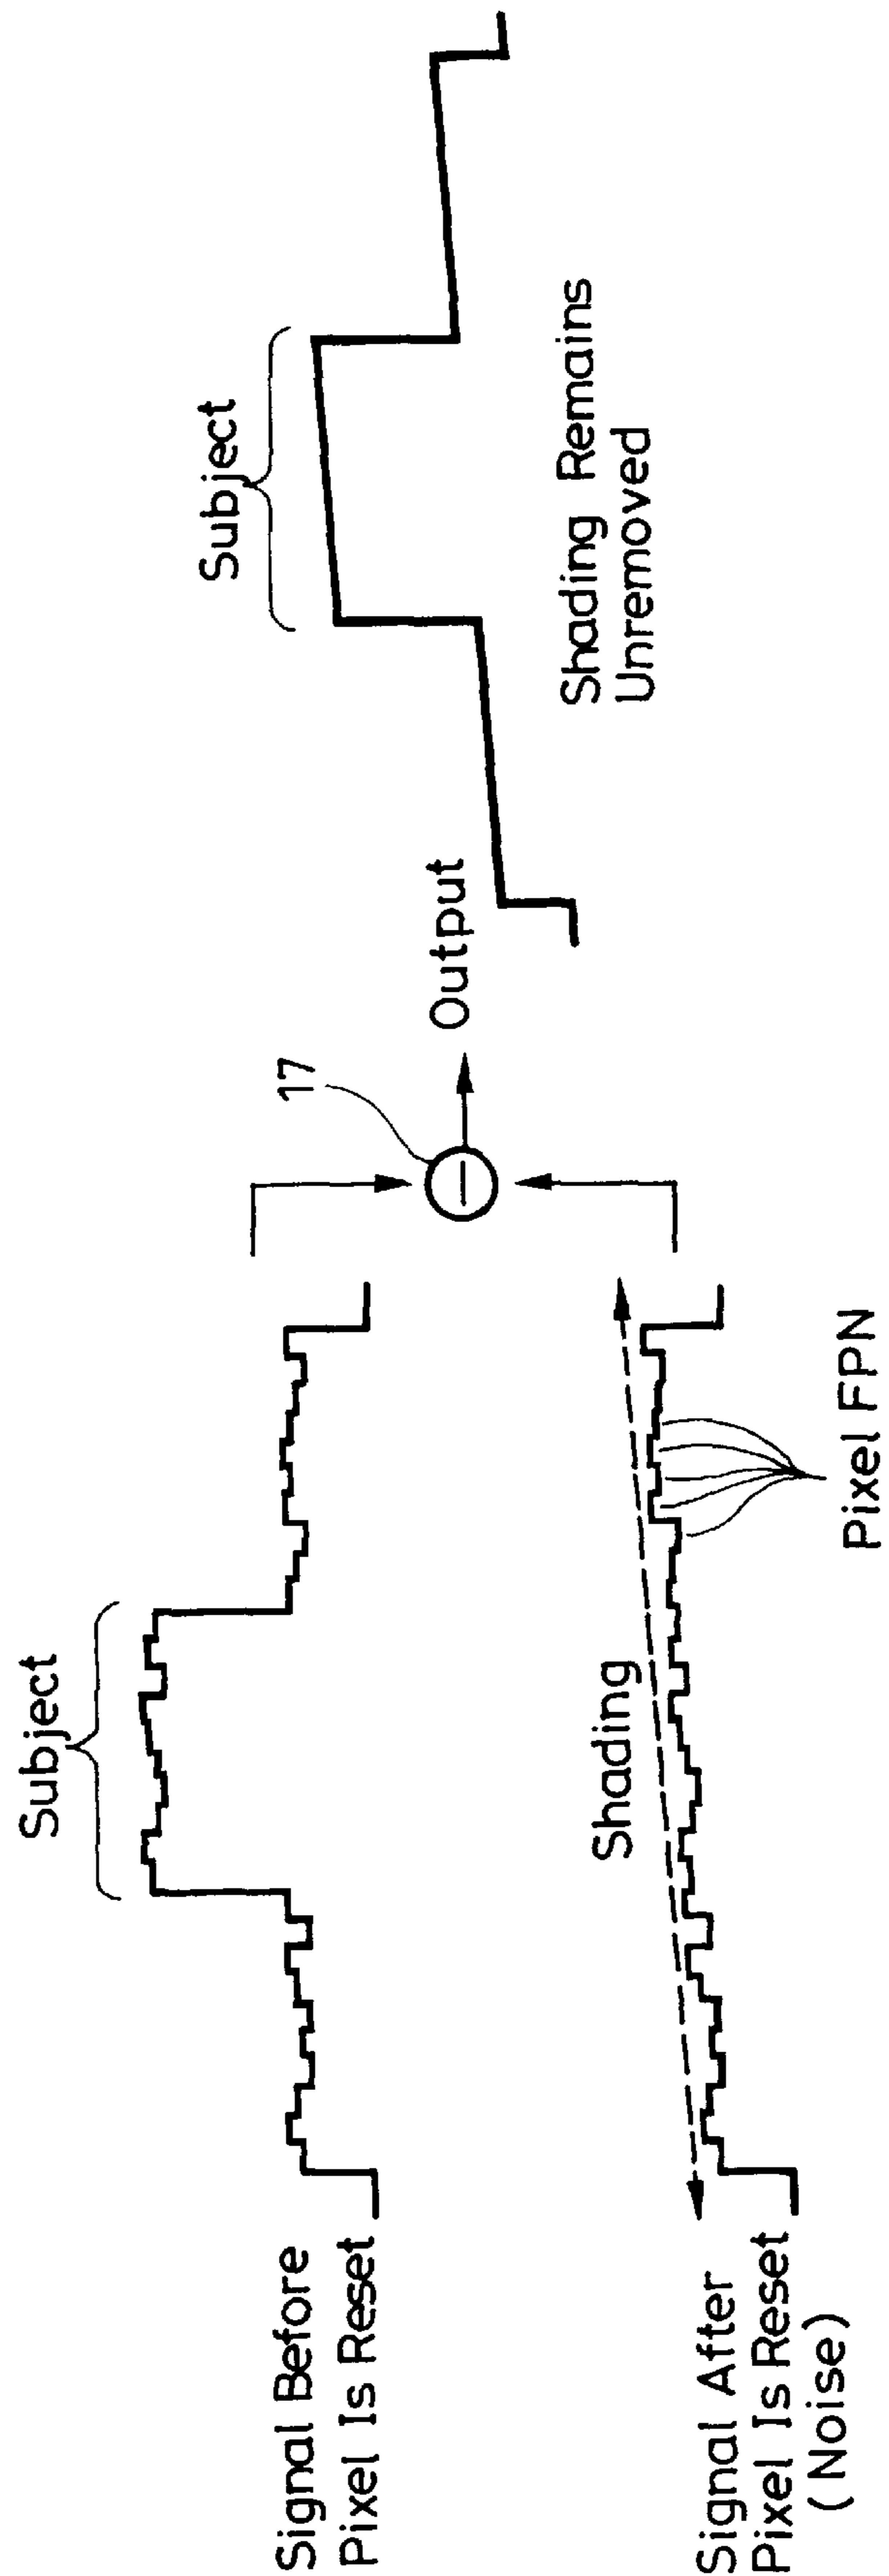 Signal Before
Pixel Is Reset
Subject
Signal After
Pixel Is Reset
( Noise )
Shading
Pixel FPN
17
Output
Subject
Shading Remains
Unremoved